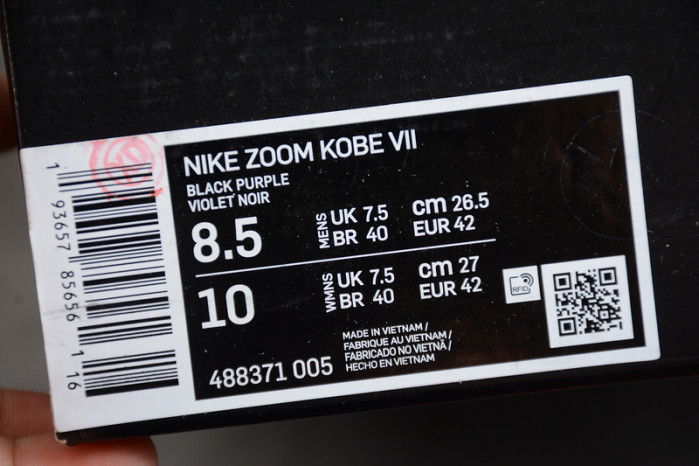 NIKE ZOOM KOBE VII
BLACK PURPLE
VIOLET NOIR
8.5 MENS UK 7.5 cm 26.5
BR 40 EUR 42
10 WMNS UK 7.5 cm 27
BR 40 EUR 42
RFID
488371 005
MADE IN VIETNAM /
FABRIQUE AU VIETNAM /
FABRICADO NO VIETNÃ /
HECHO EN VIETNAM
1 93657 85656 1 16